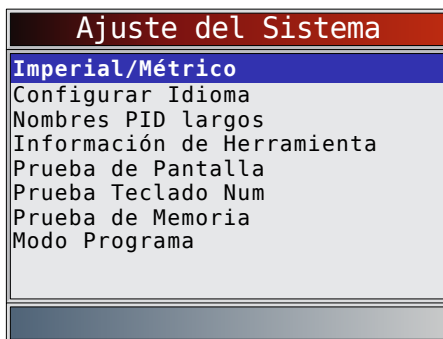 Ajuste del Sistema
Imperial/Métrico
Configurar Idioma
Nombres PID largos
Información de Herramienta
Prueba de Pantalla
Prueba Teclado Num
Prueba de Memoria
Modo Programa